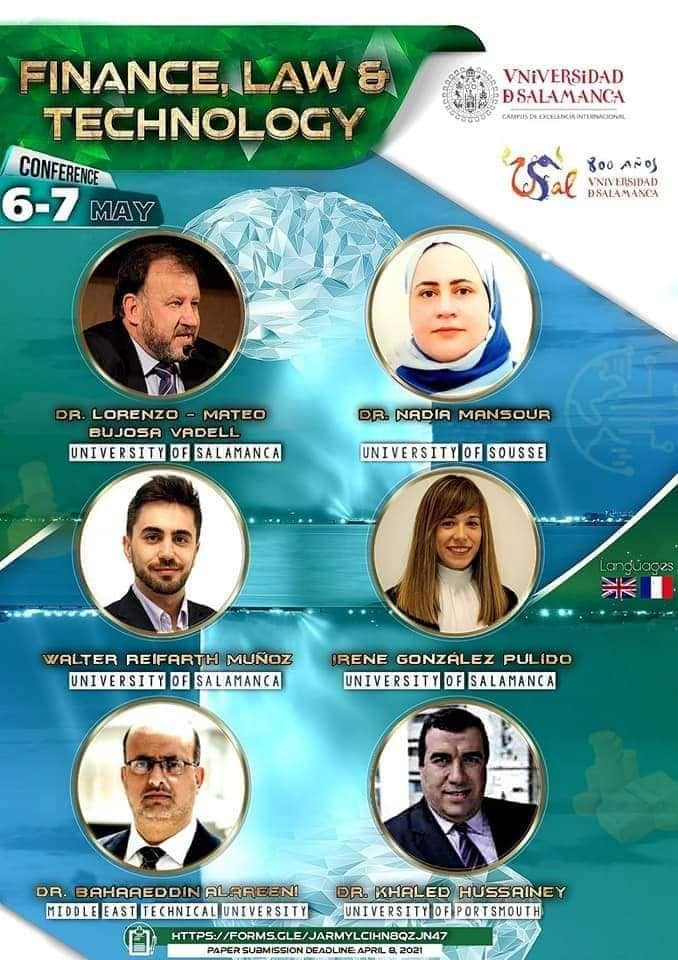 FINANCE, LAW &
TECHNOLOGY
VNiVERSiDAD
D SALAMANCA
CAMPUS DE EXCELENCIA INTERNACIONAL
CONFERENCE
6-7 MAY
USal
800 AÑOS
VNIVERSIDAD
D SALAMANCA
DR. LORENZO - MATEO
BUJOSA VADELL
UNIVERSITY OF SALAMANCA
DR. NADIA MANSOUR
UNIVERSITY OF SOUSSE
Languages
WALTER REIFARTH MUÑOZ
UNIVERSITY OF SALAMANCA
IRENE GONZÁLEZ PULIDO
UNIVERSITY OF SALAMANCA
DR. BAHAAEDDIN ALAREENI
MIDDLE EAST TECHNICAL UNIVERSITY
DR. KHALED HUSSAINEY
UNIVERSITY OF PORTSMOUTH
HTTPS://FORMS.GLE/JARMYLCIHN8QZJN47
PAPER SUBMISSION DEADLINE: APRIL 8, 2021